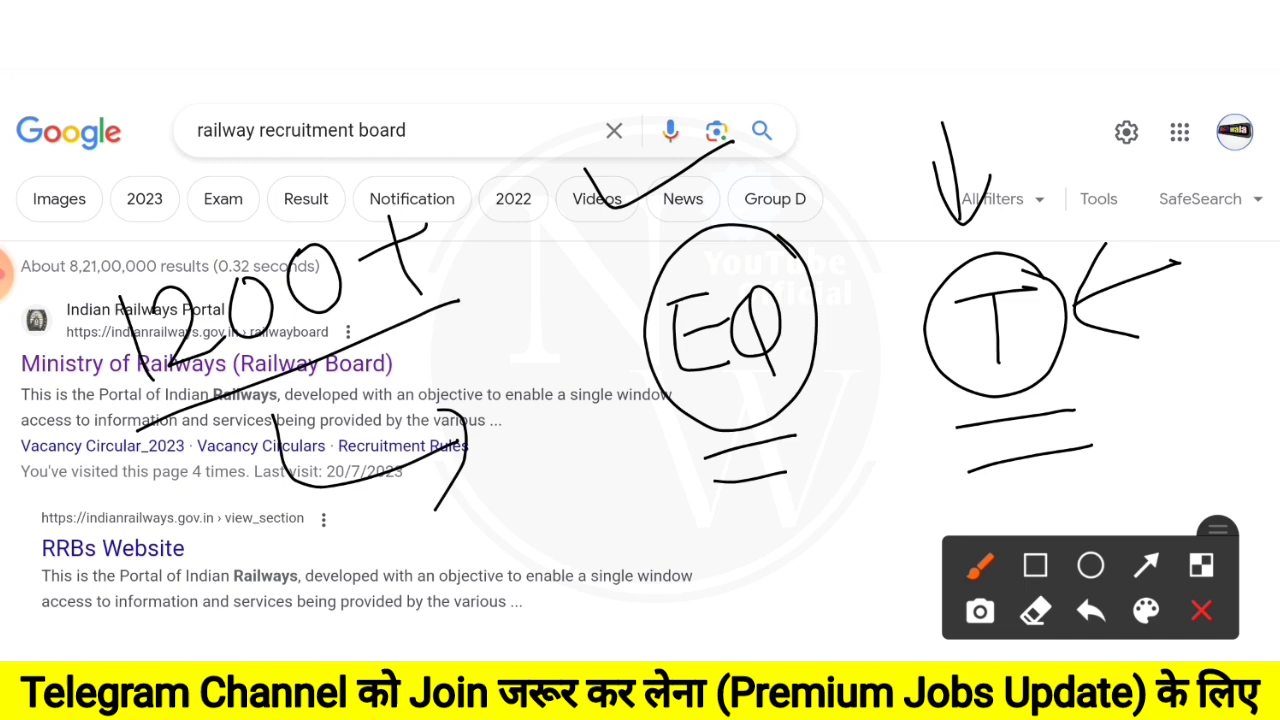 Google
railway recruitment board
Images 2023 Exam Result Notification 2022 Videos News Group D All filters Tools SafeSearch
YouTube
Official
About 8,21,00,000 results (0.32 seconds)
1200+
EQ
T
Indian Railways Portal
https://indianrailways.gov.in › railwayboard
Ministry of Railways (Railway Board)
This is the Portal of Indian Railways, developed with an objective to enable a single window
access to information and services being provided by the various ...
Vacancy Circular_2023 · Vacancy Circulars · Recruitment Rules
You've visited this page 4 times. Last visit: 20/7/2023
NW
https://indianrailways.gov.in › view_section
RRBs Website
This is the Portal of Indian Railways, developed with an objective to enable a single window
access to information and services being provided by the various ...
Telegram Channel को Join जरूर कर लेना (Premium Jobs Update) के लिए